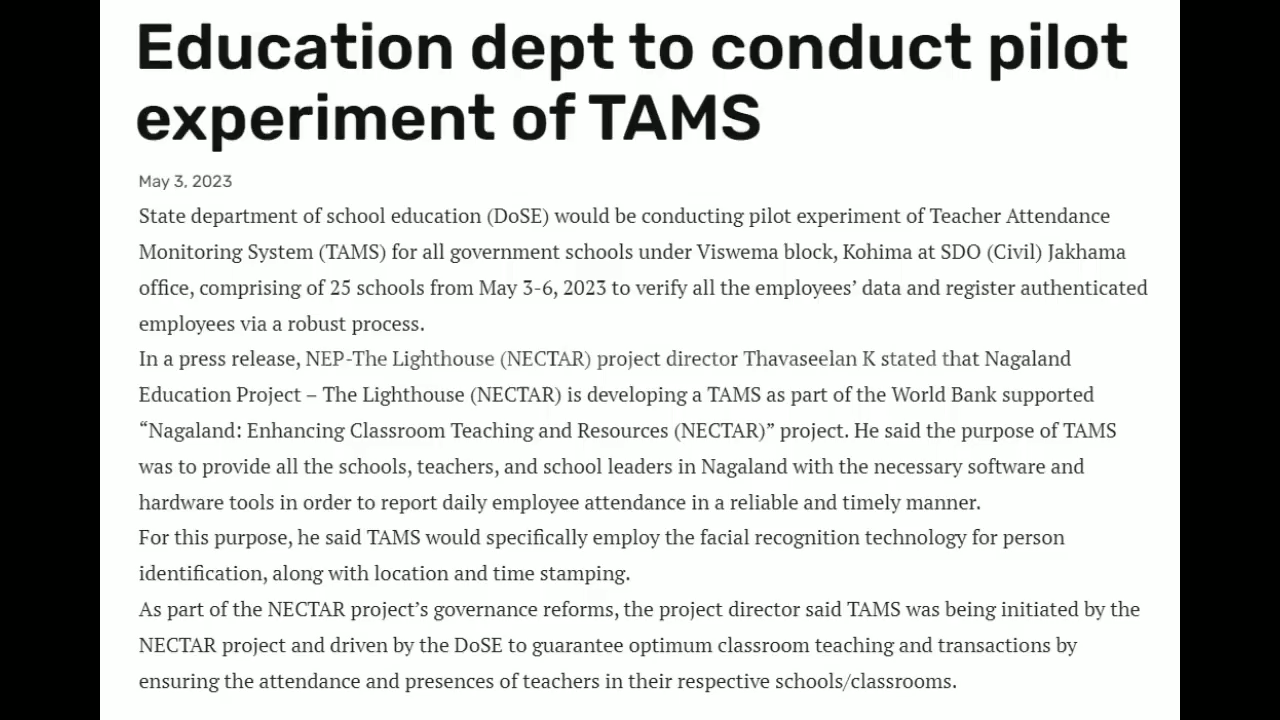 Education dept to conduct pilot
experiment of TAMS
May 3, 2023
State department of school education (DoSE) would be conducting pilot experiment of Teacher Attendance
Monitoring System (TAMS) for all government schools under Viswema block, Kohima at SDO (Civil) Jakhama
office, comprising of 25 schools from May 3-6, 2023 to verify all the employees’ data and register authenticated
employees via a robust process.
In a press release, NEP-The Lighthouse (NECTAR) project director Thavaseelan K stated that Nagaland
Education Project – The Lighthouse (NECTAR) is developing a TAMS as part of the World Bank supported
“Nagaland: Enhancing Classroom Teaching and Resources (NECTAR)” project. He said the purpose of TAMS
was to provide all the schools, teachers, and school leaders in Nagaland with the necessary software and
hardware tools in order to report daily employee attendance in a reliable and timely manner.
For this purpose, he said TAMS would specifically employ the facial recognition technology for person
identification, along with location and time stamping.
As part of the NECTAR project’s governance reforms, the project director said TAMS was being initiated by the
NECTAR project and driven by the DoSE to guarantee optimum classroom teaching and transactions by
ensuring the attendance and presences of teachers in their respective schools/classrooms.